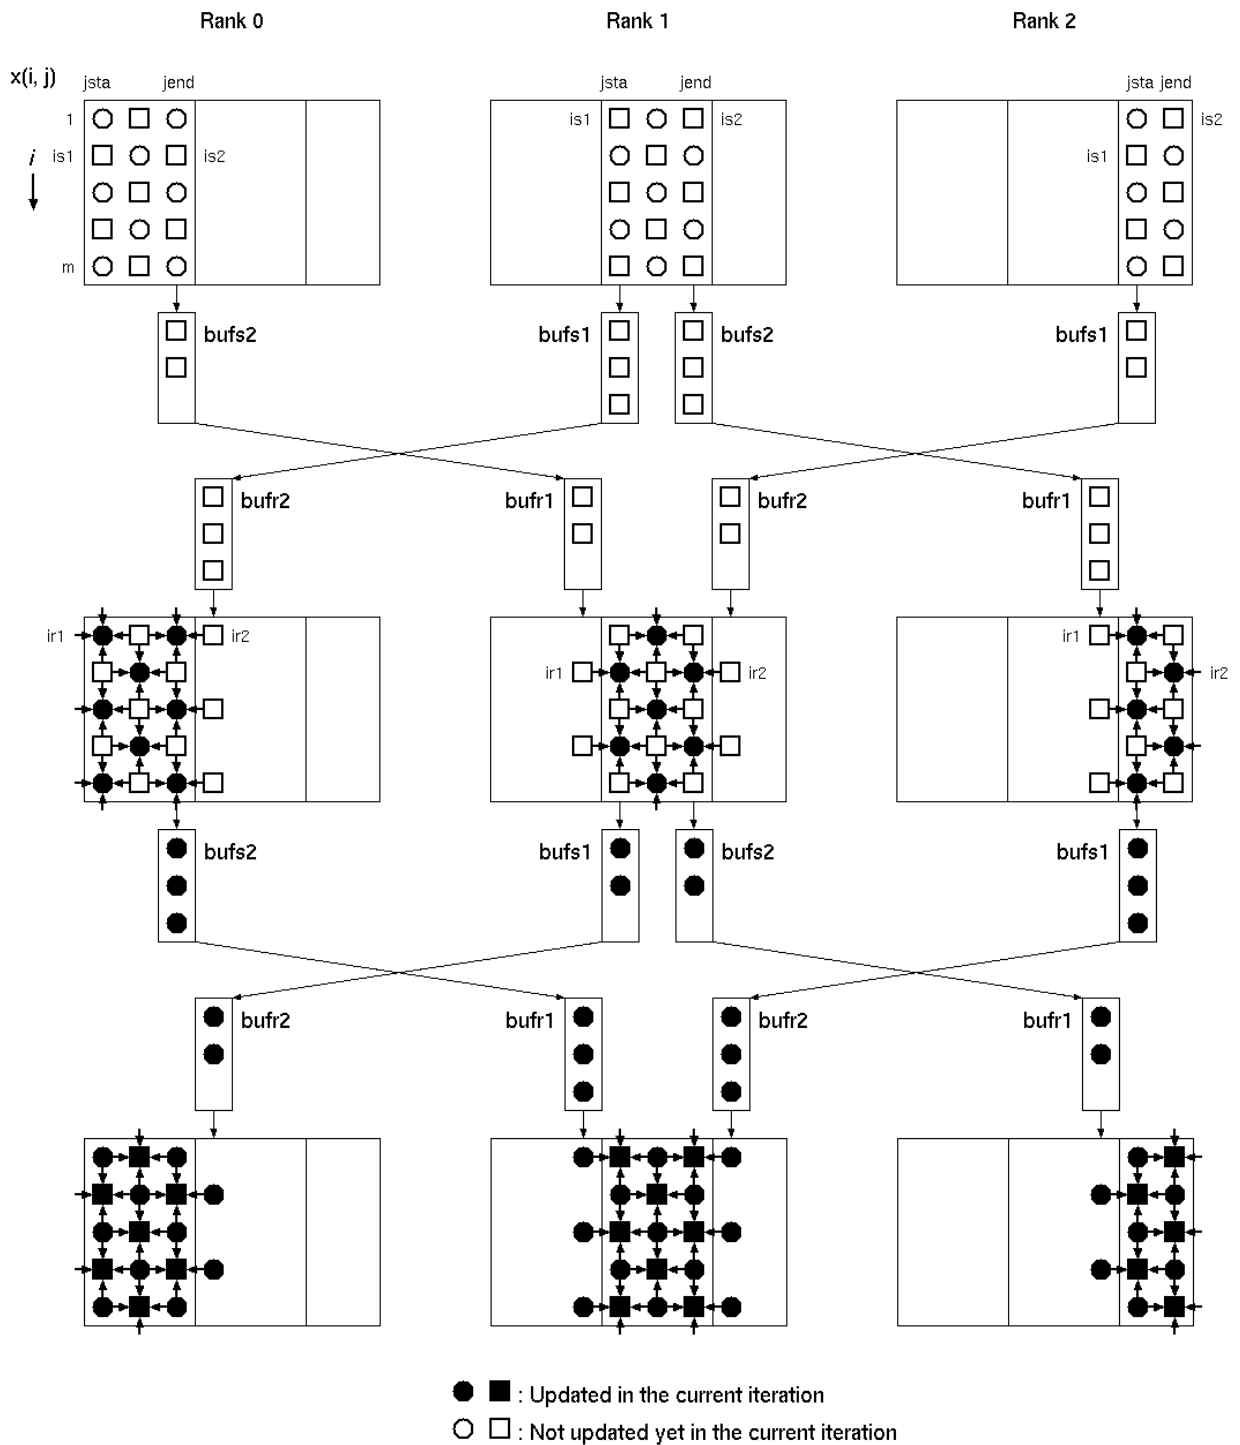 Rank 0 Rank 1 Rank 2
x(i, j) jsta jend jsta jend jsta jend
1 is1 is2 is2
i is1 is2 is1
m
bufs2 bufs1 bufs2 bufs1
bufr2 bufr1 bufr2 bufr1
ir1 ir2 ir1
ir1 ir2 ir2
bufs2 bufs1 bufs2 bufs1
bufr2 bufr1 bufr2 bufr1
: Updated in the current iteration
: Not updated yet in the current iteration